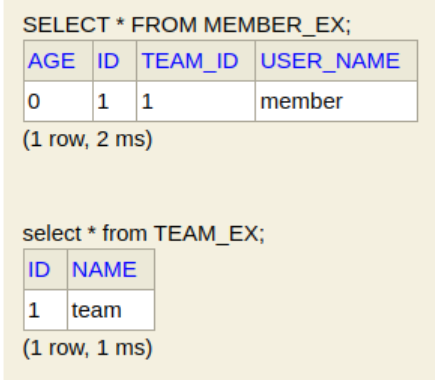 SELECT * FROM MEMBER_EX;
AGE ID TEAM_ID USER_NAME
0 1 1 member
(1 row, 2 ms)
select * from TEAM_EX;
ID NAME
1 team
(1 row, 1 ms)